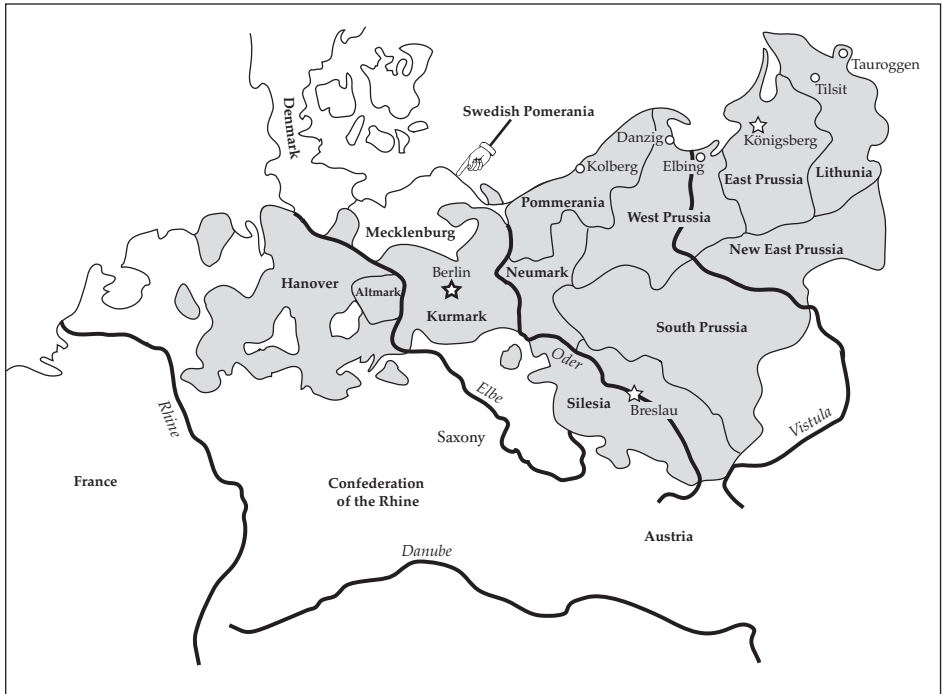 Tauroggen
Tilsit
Denmark
Swedish Pomerania
Danzig
Königsberg
Kolberg
Elbing
East Prussia
Lithunia
Pommerania
West Prussia
Mecklenburg
New East Prussia
Berlin
Neumark
Hanover
Altmark
Kurmark
South Prussia
Oder
Elbe
Silesia
Breslau
Rhine
Vistula
Saxony
France
Confederation
of the Rhine
Austria
Danube